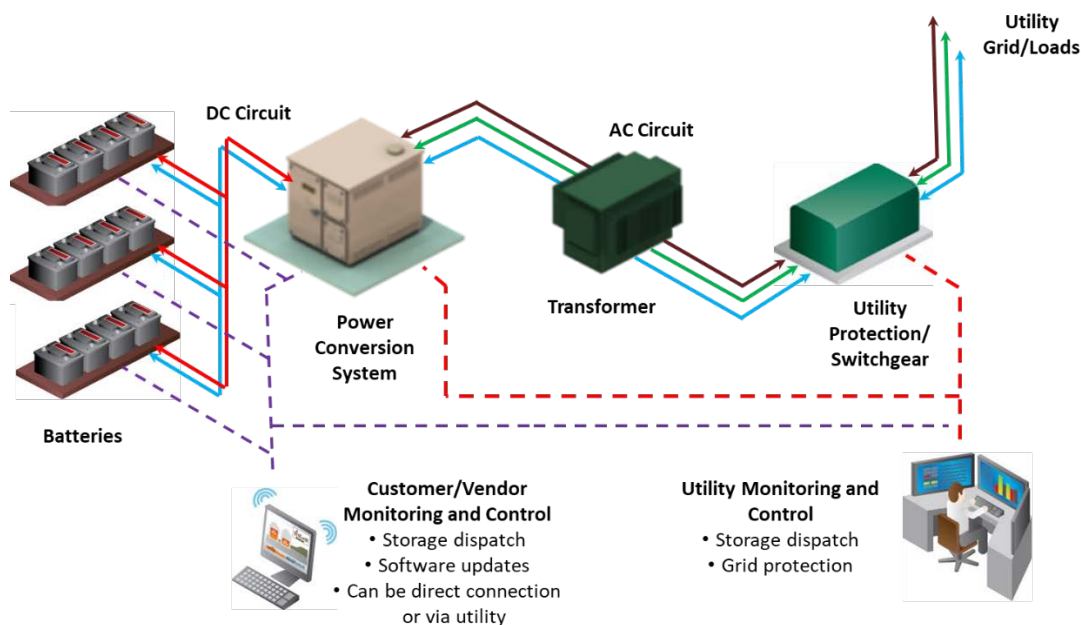 Utility
Grid/Loads
DC Circuit
AC Circuit
Power
Conversion
System
Transformer
Utility
Protection/
Switchgear
Batteries
Customer/Vendor
Monitoring and Control
• Storage dispatch
• Software updates
• Can be direct connection
or via utility
Utility Monitoring and
Control
• Storage dispatch
• Grid protection